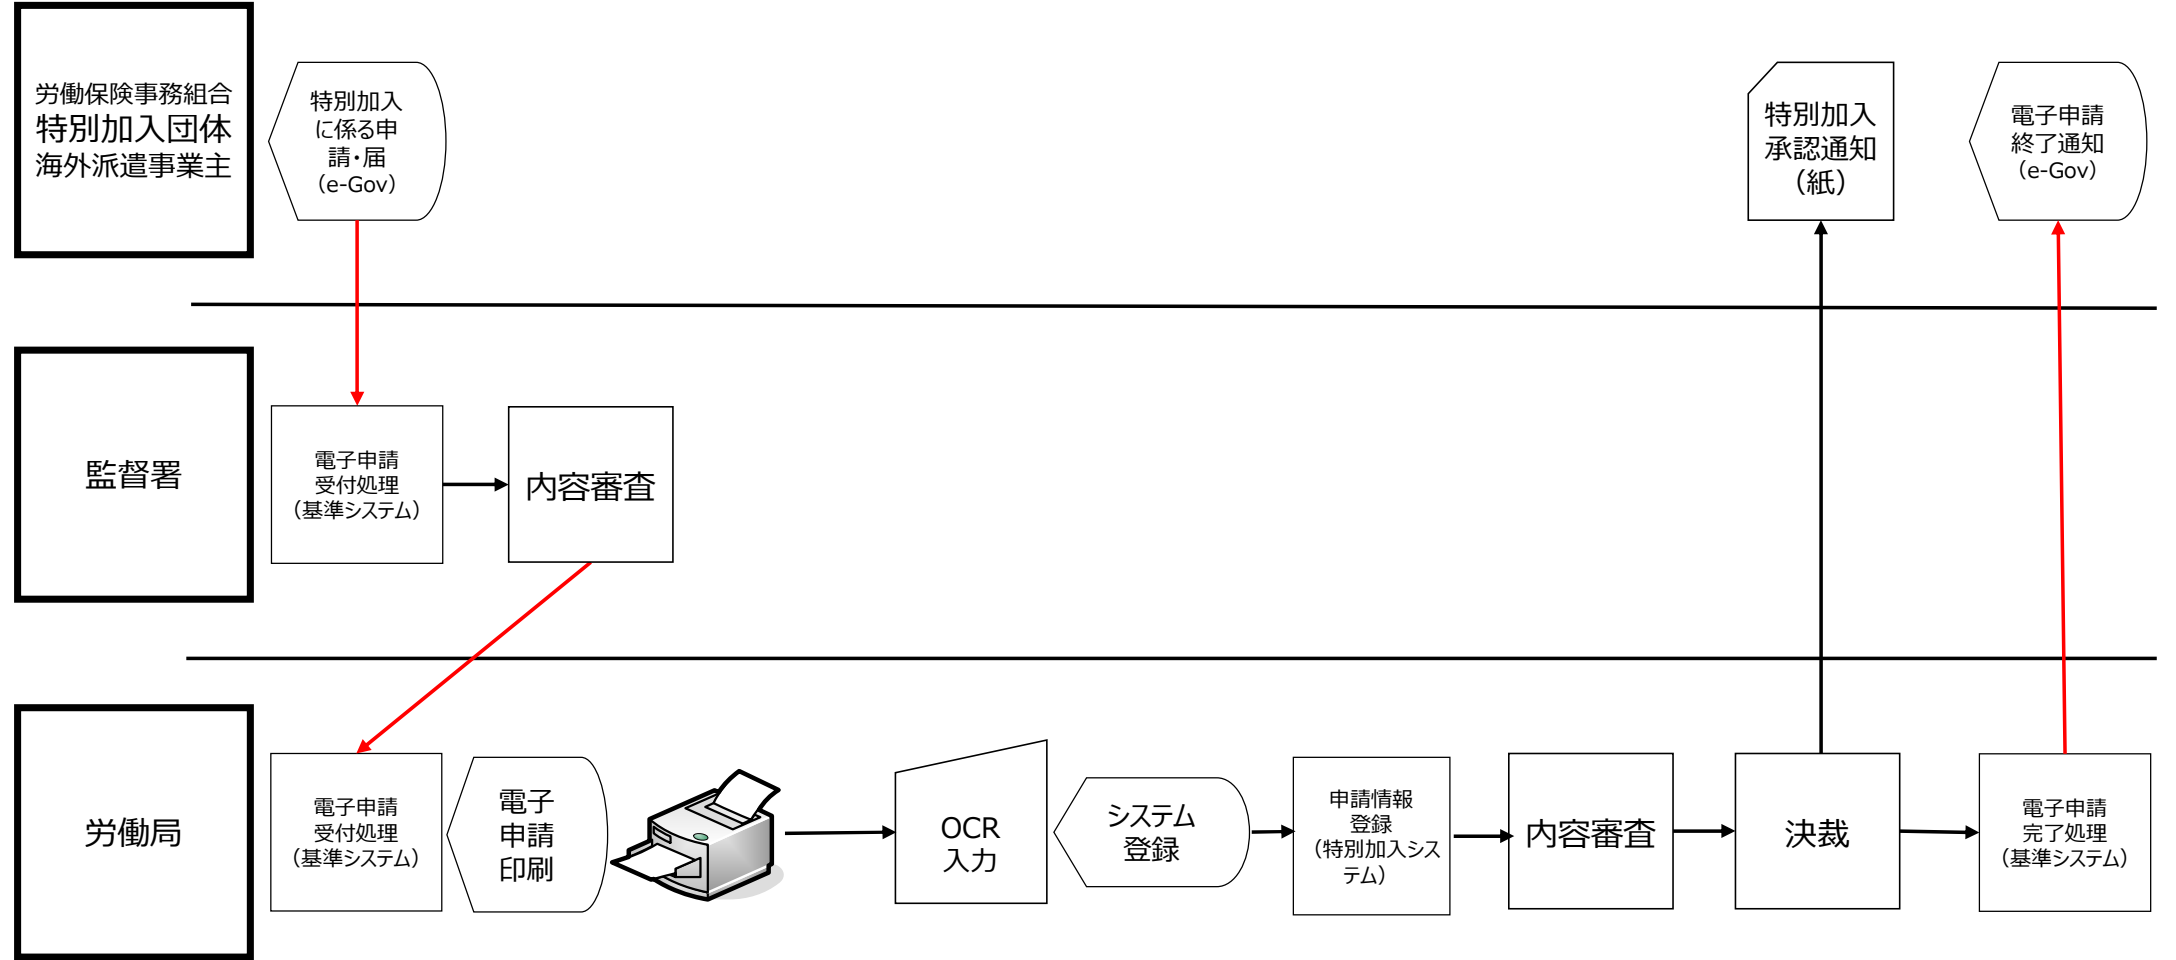 労働保険事務組合
特別加入団体
海外派遣事業主
特別加入
に係る申
請・届
（e-Gov）
特別加入
承認通知
（紙）
電子申請
終了通知
（e-Gov）
監督署
電子申請
受付処理
（基準システム）
内容審査
労働局
電子申請
受付処理
（基準システム）
電子
申請
印刷
OCR
入力
システム
登録
申請情報
登録
（特別加入シス
テム）
内容審査
決裁
電子申請
完了処理
（基準システム）